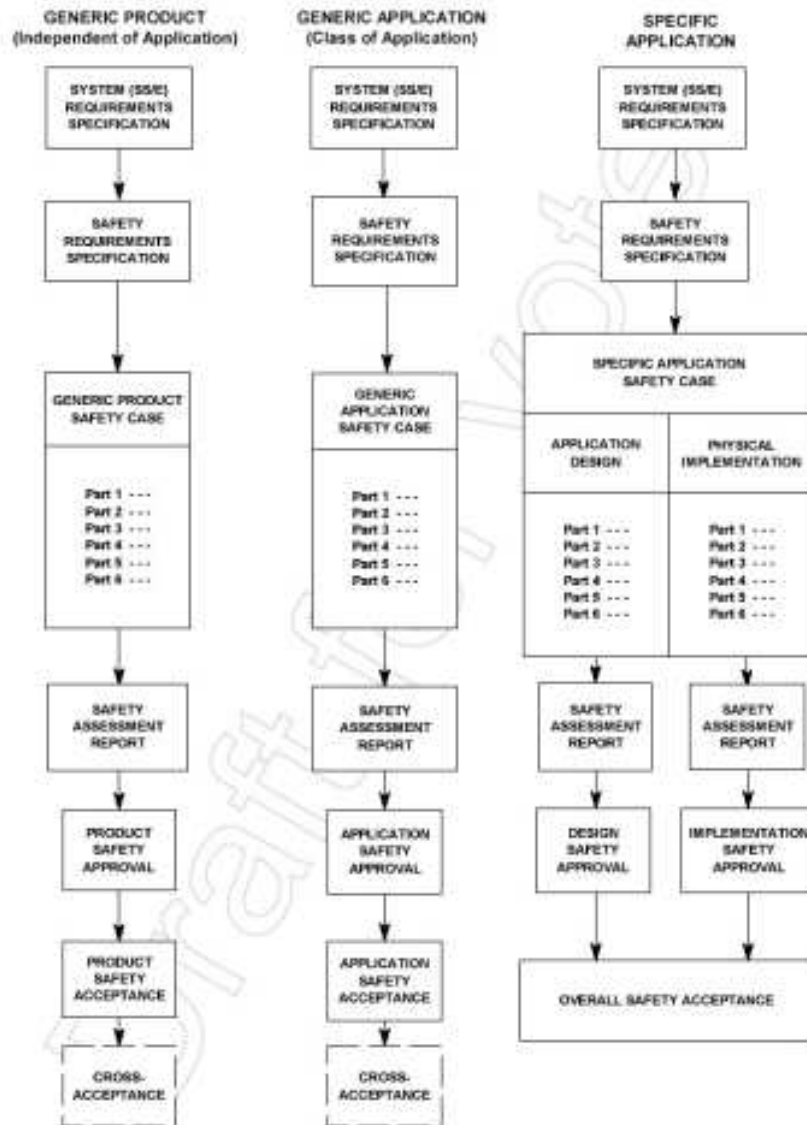 GENERIC PRODUCT
(Independent of Application)
SYSTEM (SS/E)
REQUIREMENTS
SPECIFICATION
SAFETY
REQUIREMENTS
SPECIFICATION
GENERIC PRODUCT
SAFETY CASE
Part 1 ---
Part 2 ---
Part 3 ---
Part 4 ---
Part 5 ---
Part 6 ---
SAFETY
ASSESSMENT
REPORT
PRODUCT
SAFETY
APPROVAL
PRODUCT
SAFETY
ACCEPTANCE
CROSS-
ACCEPTANCE
GENERIC APPLICATION
(Class of Application)
SYSTEM (SS/E)
REQUIREMENTS
SPECIFICATION
SAFETY
REQUIREMENTS
SPECIFICATION
GENERIC
APPLICATION
SAFETY CASE
Part 1 ---
Part 2 ---
Part 3 ---
Part 4 ---
Part 5 ---
Part 6 ---
SAFETY
ASSESSMENT
REPORT
APPLICATION
SAFETY
APPROVAL
APPLICATION
SAFETY
ACCEPTANCE
CROSS-
ACCEPTANCE
SPECIFIC
APPLICATION
SYSTEM (SS/E)
REQUIREMENTS
SPECIFICATION
SAFETY
REQUIREMENTS
SPECIFICATION
SPECIFIC APPLICATION
SAFETY CASE
APPLICATION
DESIGN
Part 1 ---
Part 2 ---
Part 3 ---
Part 4 ---
Part 5 ---
Part 6 ---
SAFETY
ASSESSMENT
REPORT
DESIGN
SAFETY
APPROVAL
PHYSICAL
IMPLEMENTATION
Part 1 ---
Part 2 ---
Part 3 ---
Part 4 ---
Part 5 ---
Part 6 ---
SAFETY
ASSESSMENT
REPORT
IMPLEMENTATION
SAFETY
APPROVAL
OVERALL SAFETY ACCEPTANCE
Draft for Vote